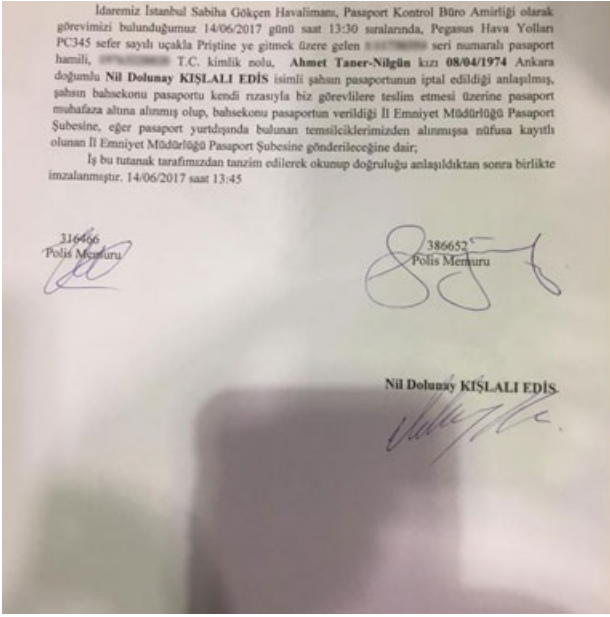 İdaremiz İstanbul Sabiha Gökçen Havalimanı, Pasaport Kontrol Büro Amirliği olarak
görevimizi bulunduğumuz 14/06/2017 günü saat 13:30 sıralarında, Pegasus Hava Yolları
PC345 sefer sayılı uçakla Priştine ye gitmek üzere gelen seri numaralı pasaport
hamili, T.C. kimlik nolu, Ahmet Taner-Nilgün kızı 08/04/1974 Ankara
doğumlu Nil Dolunay KIŞLALI EDİS isimli şahsın pasaportunun iptal edildiği anlaşılmış,
şahsın bahsekonu pasaportu kendi rızasıyla biz görevlilere teslim etmesi üzerine pasaport
muhafaza altına alınmış olup, bahsekonu pasaportun verildiği İl Emniyet Müdürlüğü Pasaport
Şubesine, eğer pasaport yurtdışında bulunan temsilciklerimizden alınmışsa nüfusa kayıtlı
olunan İl Emniyet Müdürlüğü Pasaport Şubesine gönderileceğine dair;
İş bu tutanak tarafımızdan tanzim edilerek okunup doğruluğu anlaşıldıktan sonra birlikte
imzalanmıştır. 14/06/2017 saat 13:45
316466
Polis Memuru
386652
Polis Memuru
Nil Dolunay KIŞLALI EDİS